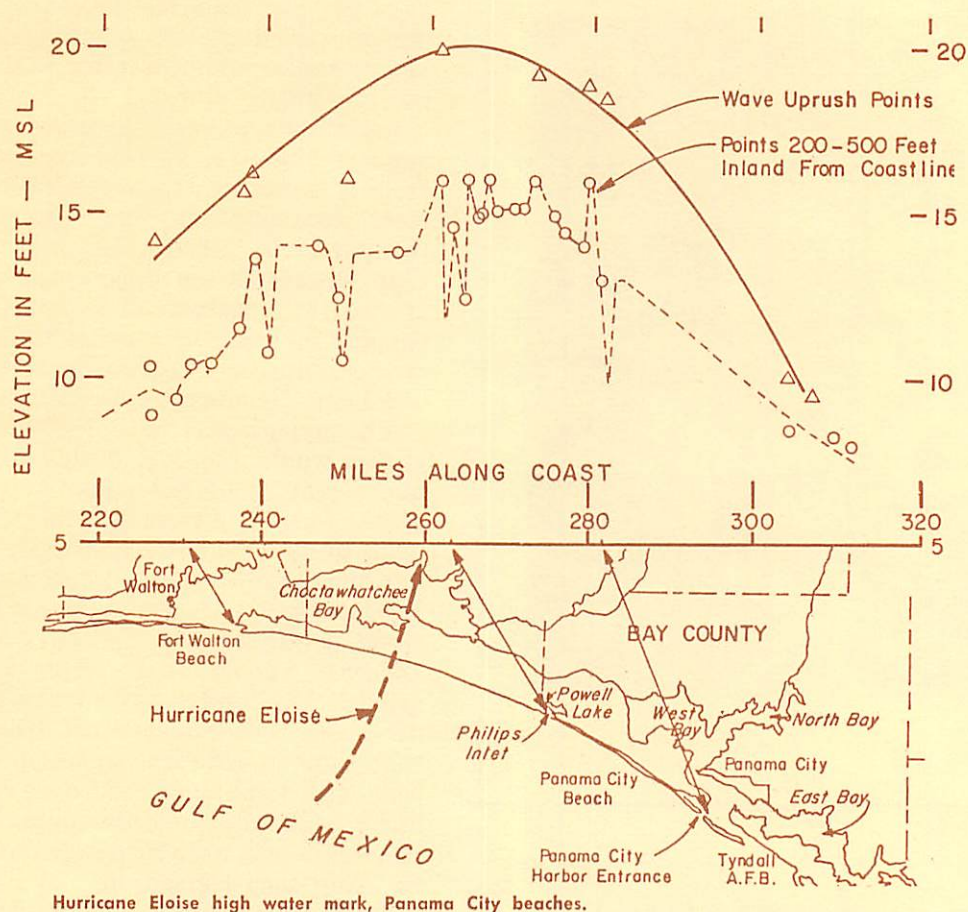 20
20
Wave Uprush Points
Points 200-500 Feet
Inland From Coastline
15
15
ELEVATION IN FEET — MSL
10
10
MILES ALONG COAST
220
240
260
280
300
320
5
5
Fort
Walton
Choctawhatchee
Bay
BAY COUNTY
Fort Walton
Beach
Hurricane Eloise
Powell
Lake
West
Bay
North Bay
Philips
Inlet
Panama City
Panama City
Beach
East Bay
GULF OF MEXICO
Panama City
Harbor Entrance
Tyndall
A.F.B.
Hurricane Eloise high water mark, Panama City beaches.